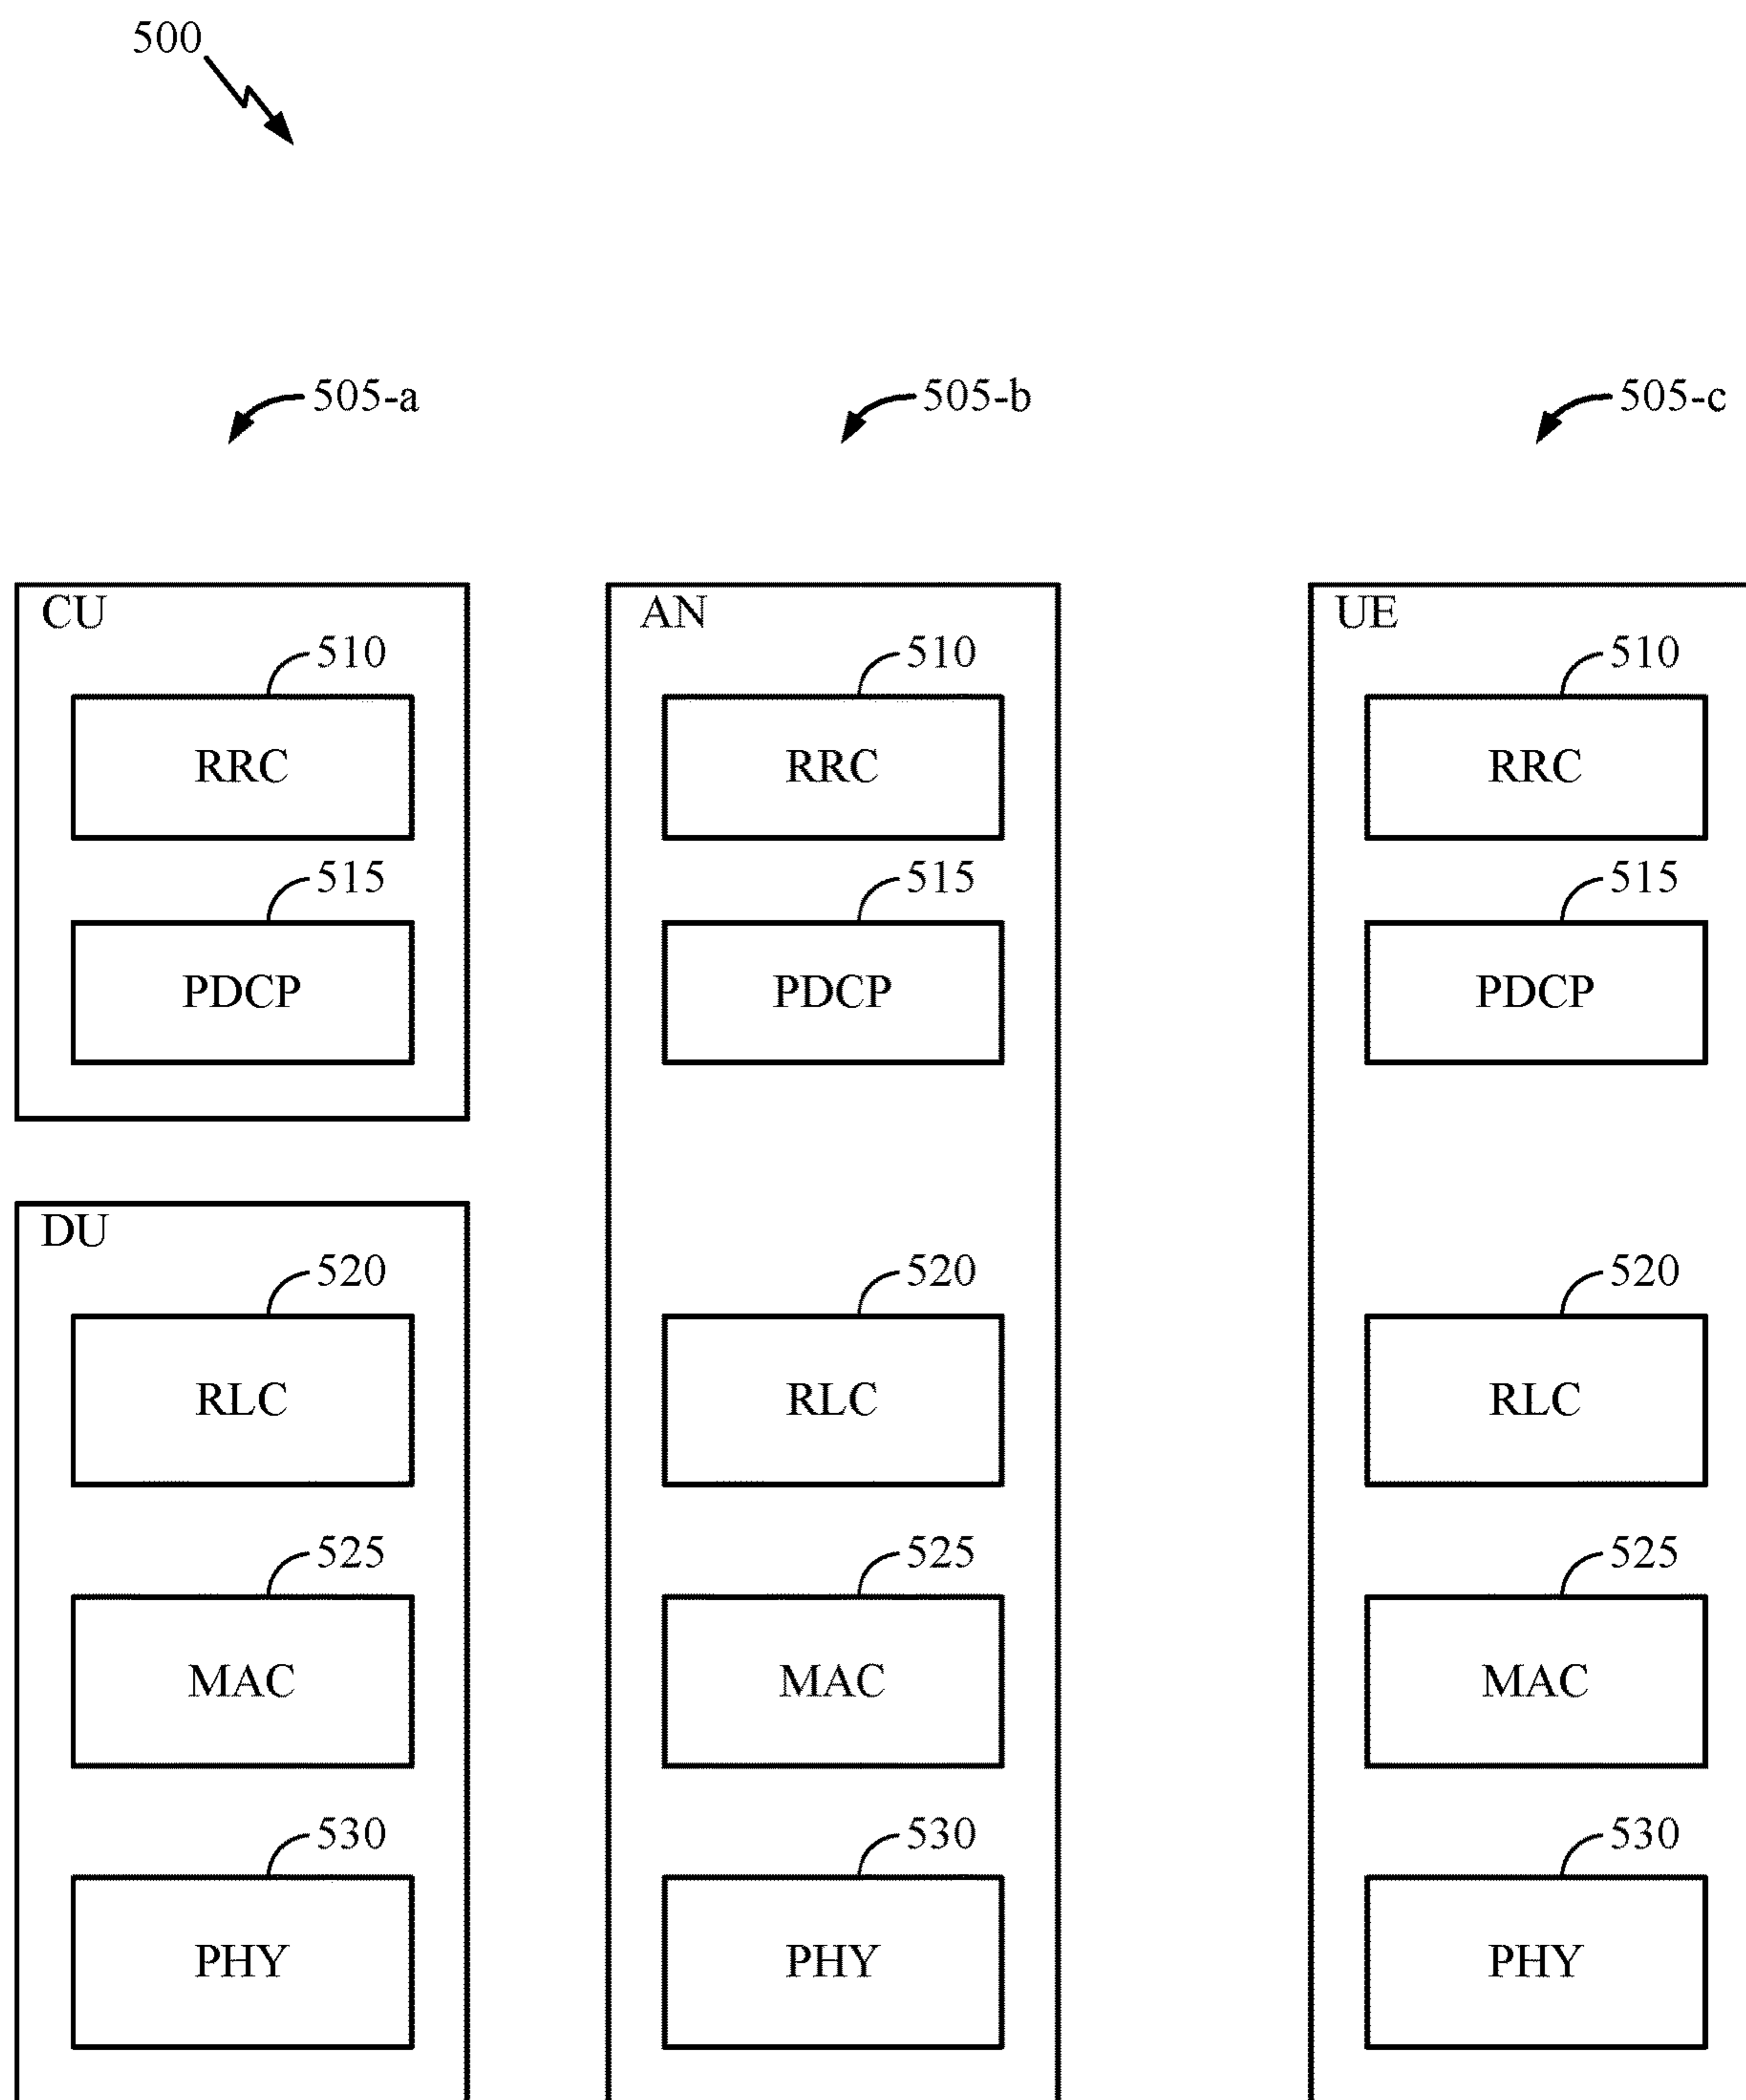 500
505-a 505-b 505-c
CU AN UE
510 510 510
RRC RRC RRC
515 515 515
PDCP PDCP PDCP
DU
520 520 520
RLC RLC RLC
525 525 525
MAC MAC MAC
530 530 530
PHY PHY PHY